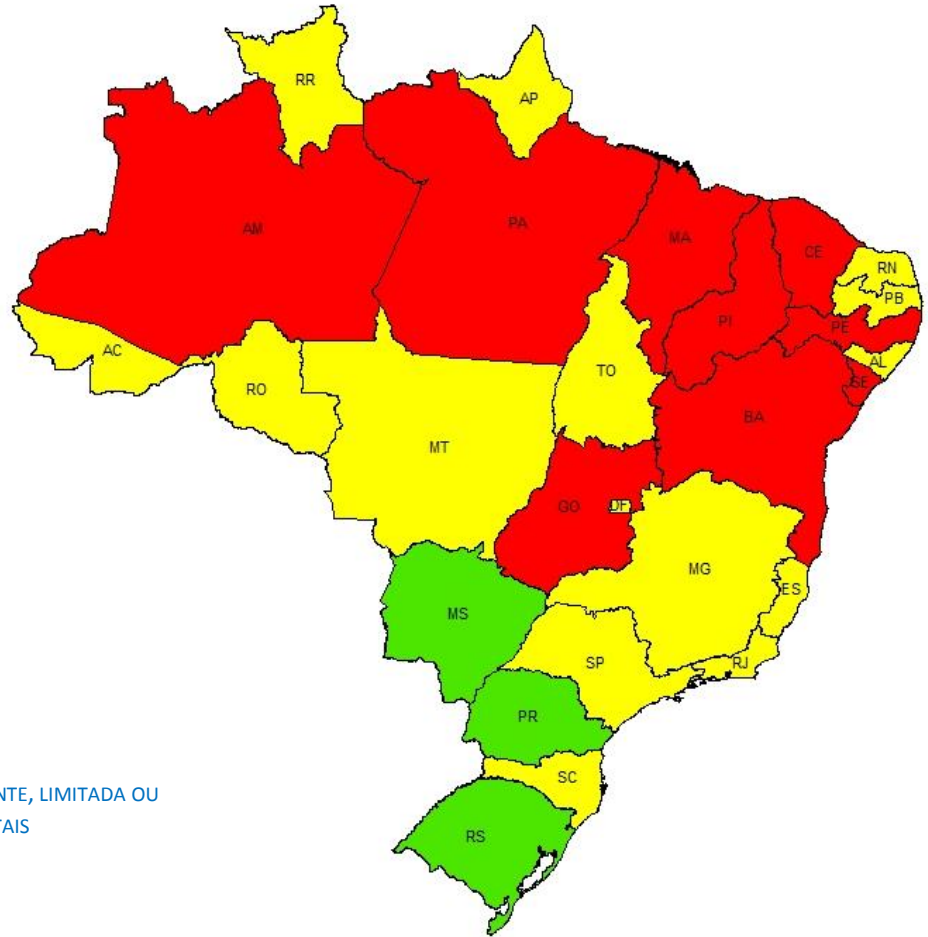 RR
AP
AM
PA
MA
CE
RN
PB
PI
PE
AC
AL
TO
SE
RO
BA
MT
GO
DF
MG
ES
MS
SP
RJ
PR
SC
NTE, LIMITADA OU
TAIS
RS